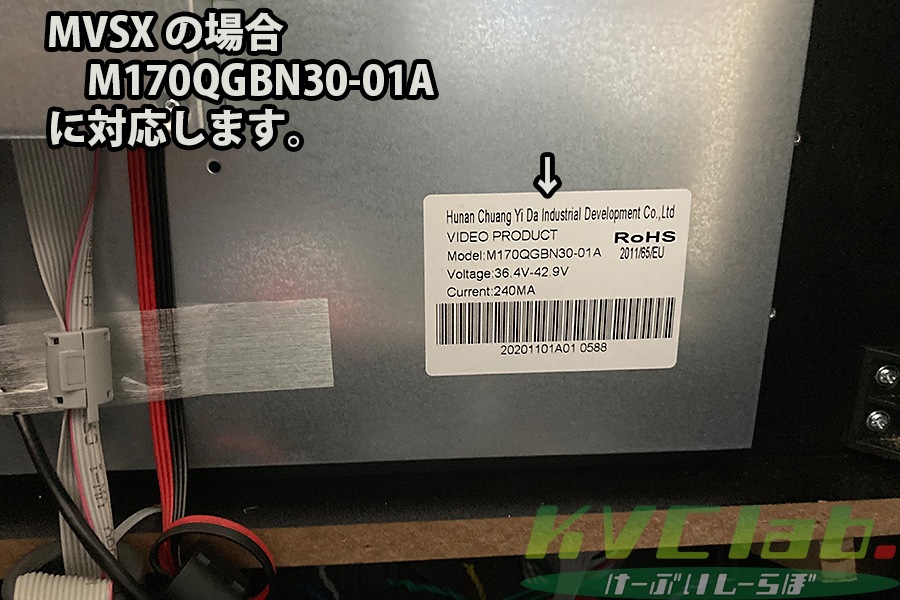 MVSX の場合
M170QGBN30-01A
に対応します。
↓
Hunan Chuang Yi Da Industrial Development Co.,Ltd
VIDEO PRODUCT
RoHS
Model:M170QGBN30-01A
2011/65/EU
Voltage:36.4V-42.9V
Current:240MA
20201101A01 0588
KVClab.
けーぶいしーらぼ